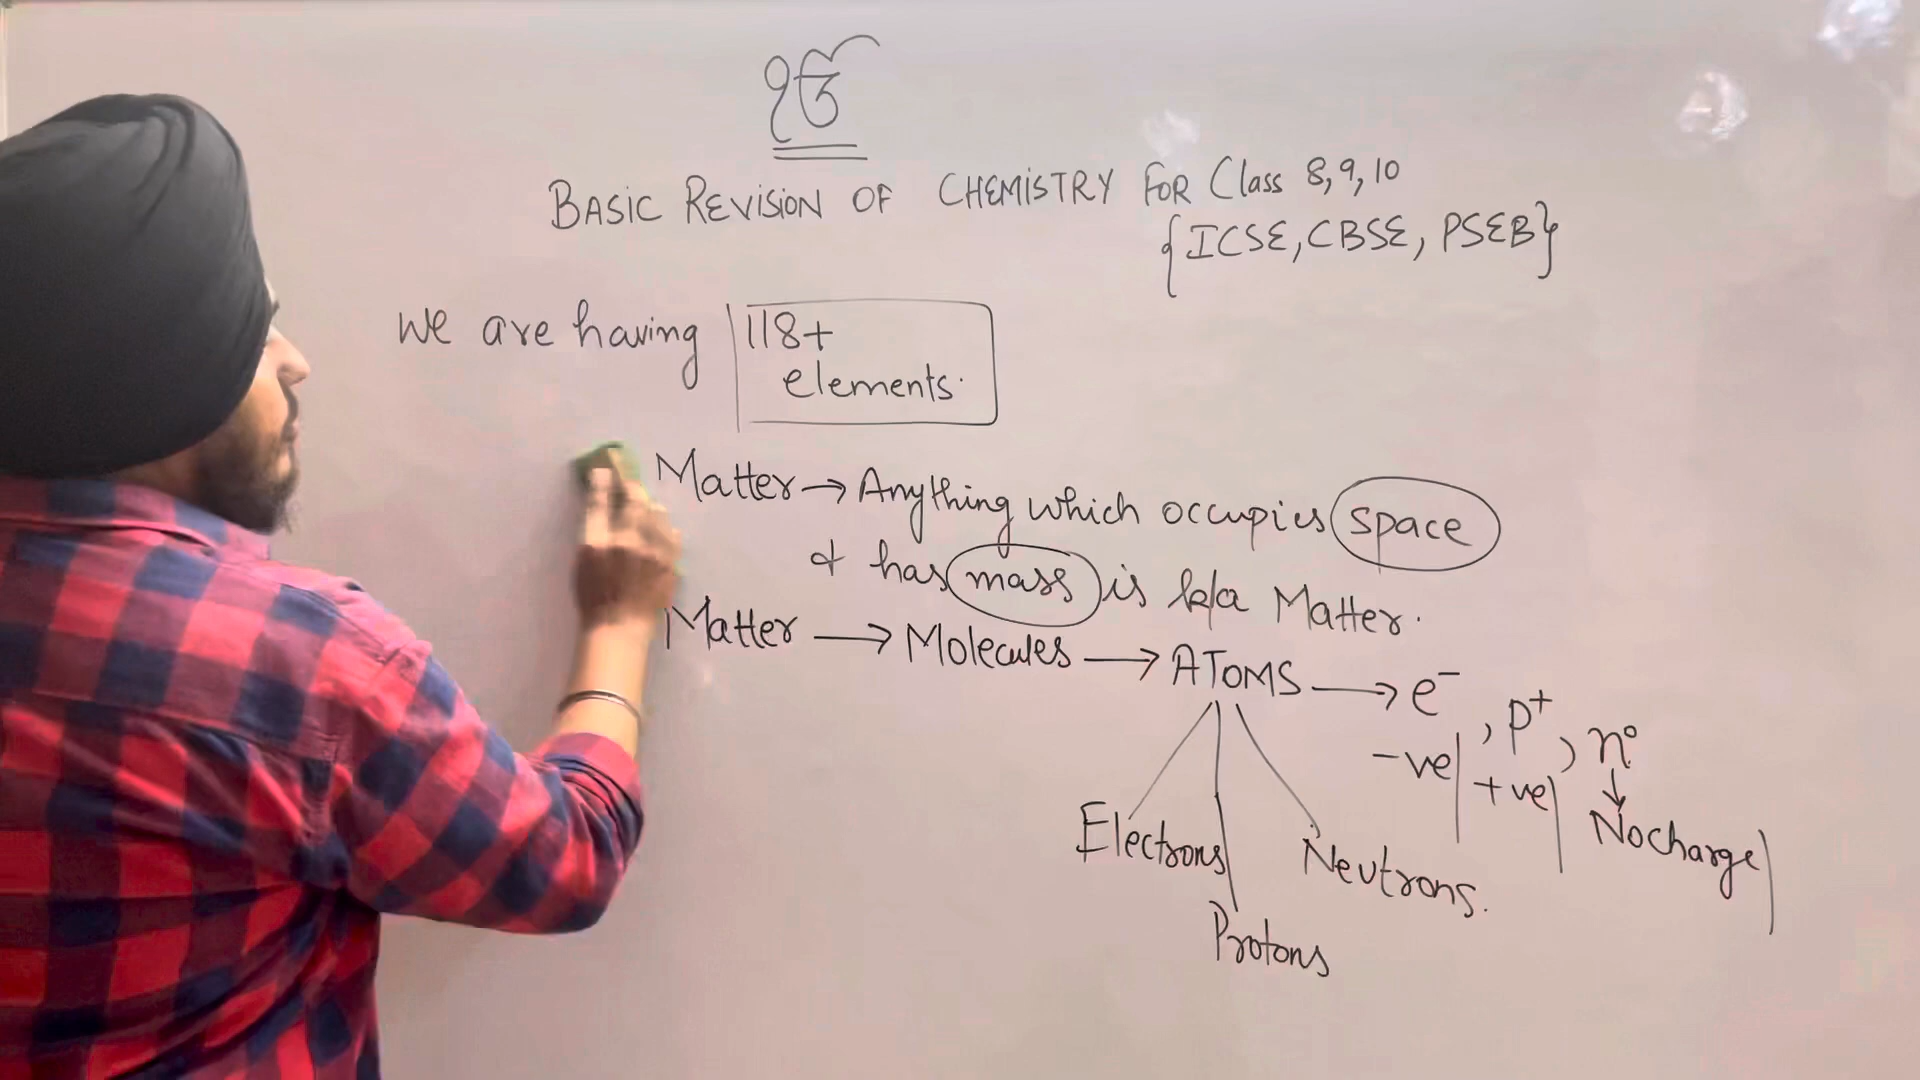 ੴ
BASIC REVISION OF CHEMISTRY FOR Class 8,9,10
{ICSE, CBSE, PSEB}
We are having 118+
elements.
Matter → Anything which occupies space
& has mass is k/a Matter.
Matter → Molecules → ATOMS → e⁻, p⁺, n°
-ve +ve ↓
No charge
Electrons Neutrons.
Protons